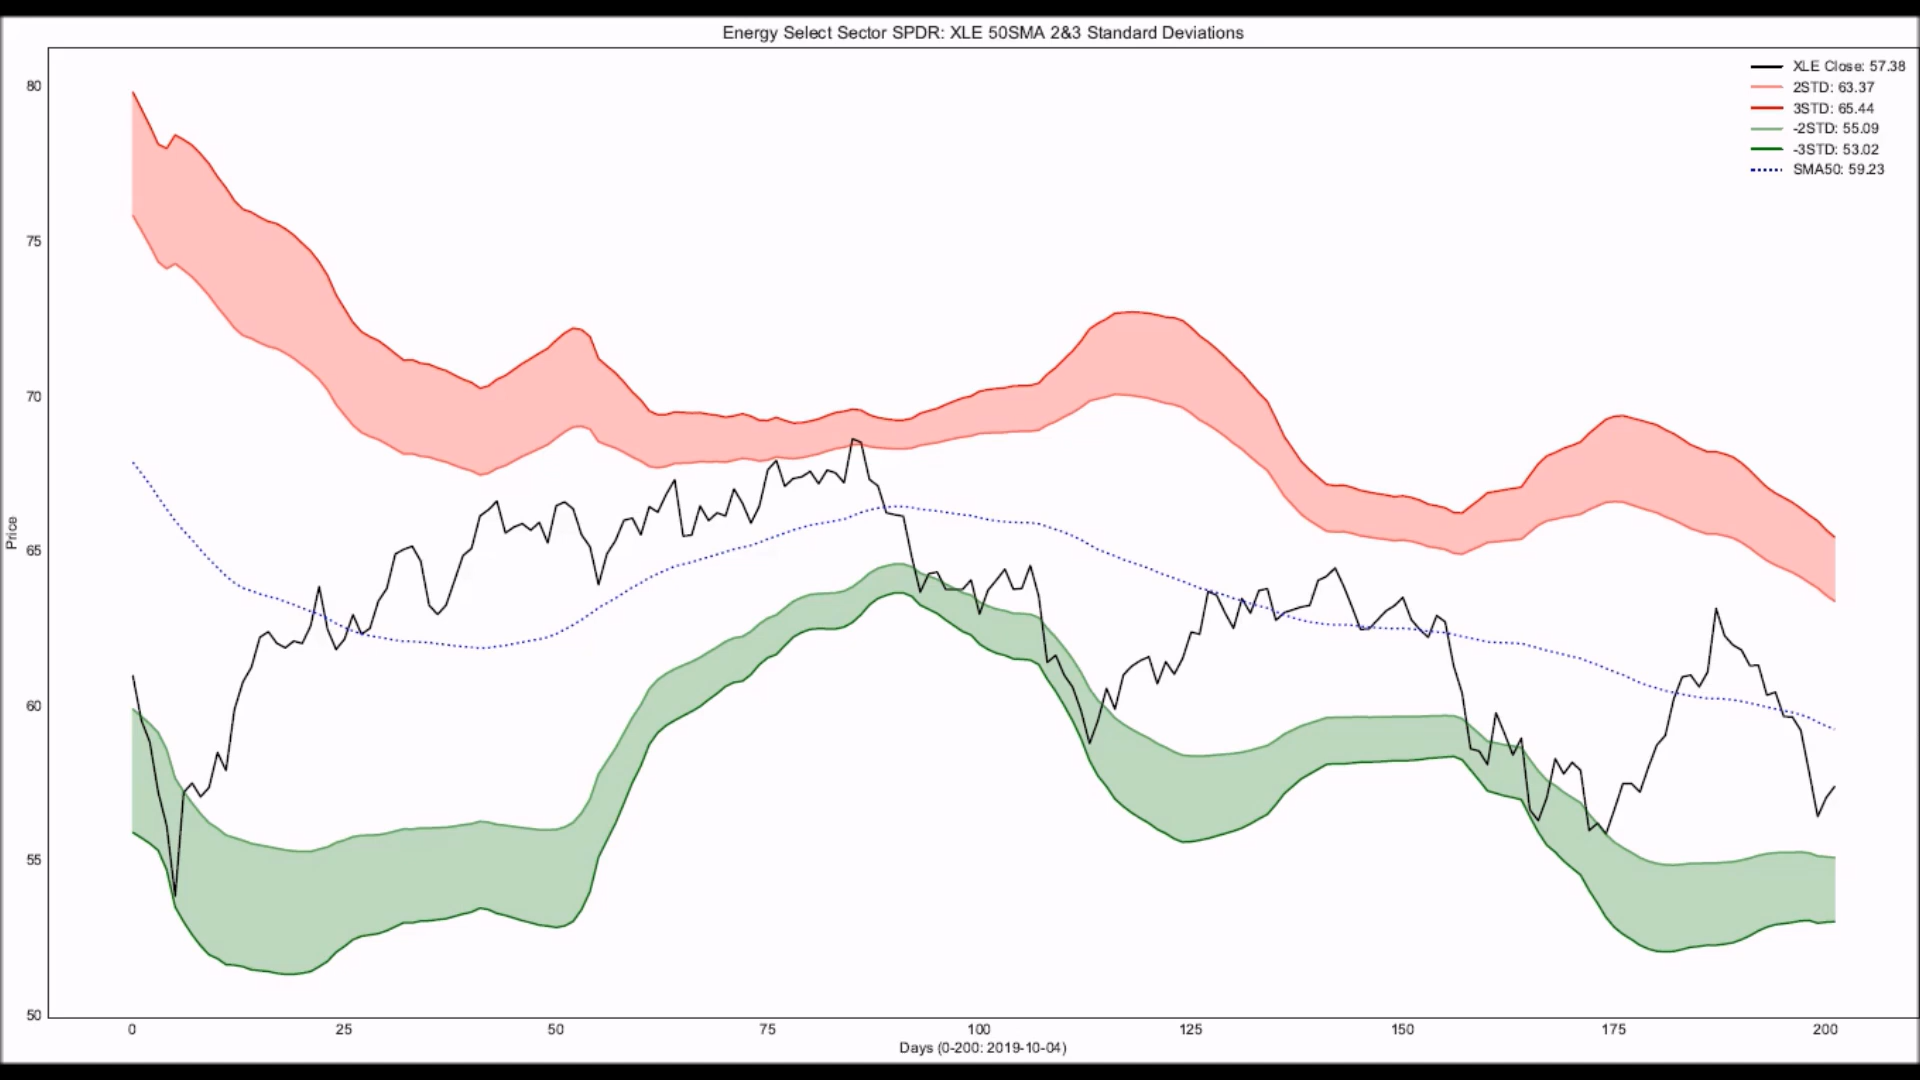 Energy Select Sector SPDR: XLE 50SMA 2&3 Standard Deviations
XLE Close: 57.38
2STD: 63.37
3STD: 65.44
-2STD: 55.09
-3STD: 53.02
SMA50: 59.23
80
75
70
65
60
55
50
Price
0 25 50 75 100 125 150 175 200
Days (0-200: 2019-10-04)